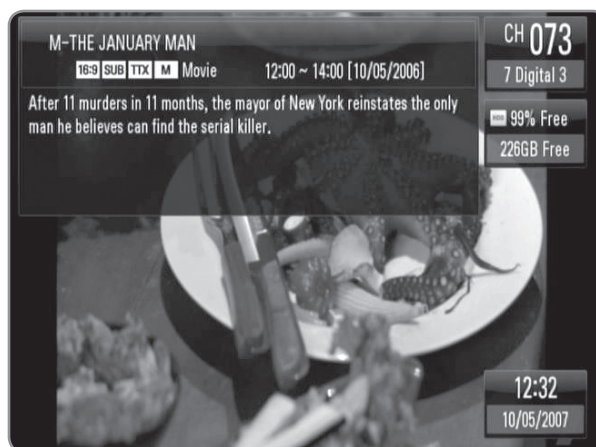 M-THE JANUARY MAN
16:9 SUB TTX M Movie 12:00 ~ 14:00 [10/05/2006]
After 11 murders in 11 months, the mayor of New York reinstates the only
man he believes can find the serial killer.
CH 073
7 Digital 3
HDD 99% Free
226GB Free
12:32
10/05/2007